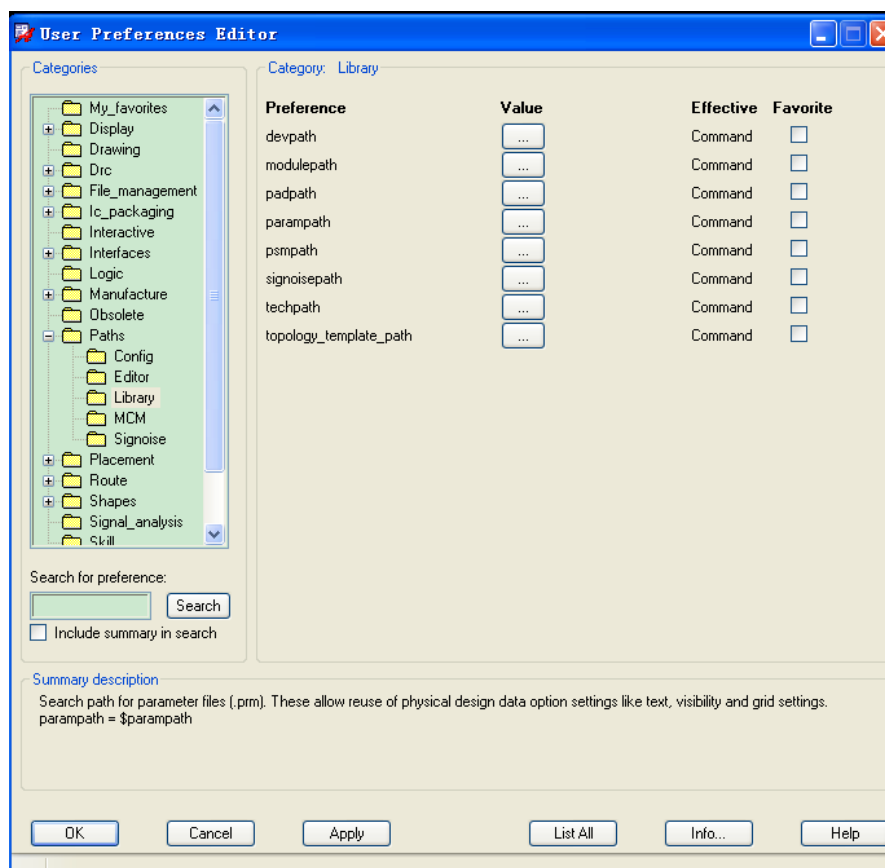 User Preferences Editor
Categories
My_favorites
Display
Drawing
Drc
File_management
Ic_packaging
Interactive
Interfaces
Logic
Manufacture
Obsolete
Paths
Config
Editor
Library
MCM
Signoise
Placement
Route
Shapes
Signal_analysis
Skill
Search for preference:
Search
Include summary in search
Category: Library
Preference Value Effective Favorite
devpath ... Command
modulepath ... Command
padpath ... Command
parampath ... Command
psmpath ... Command
signoisepath ... Command
techpath ... Command
topology_template_path ... Command
Summary description
Search path for parameter files (.prm). These allow reuse of physical design data option settings like text, visibility and grid settings.
parampath = $parampath
OK Cancel Apply List All Info... Help